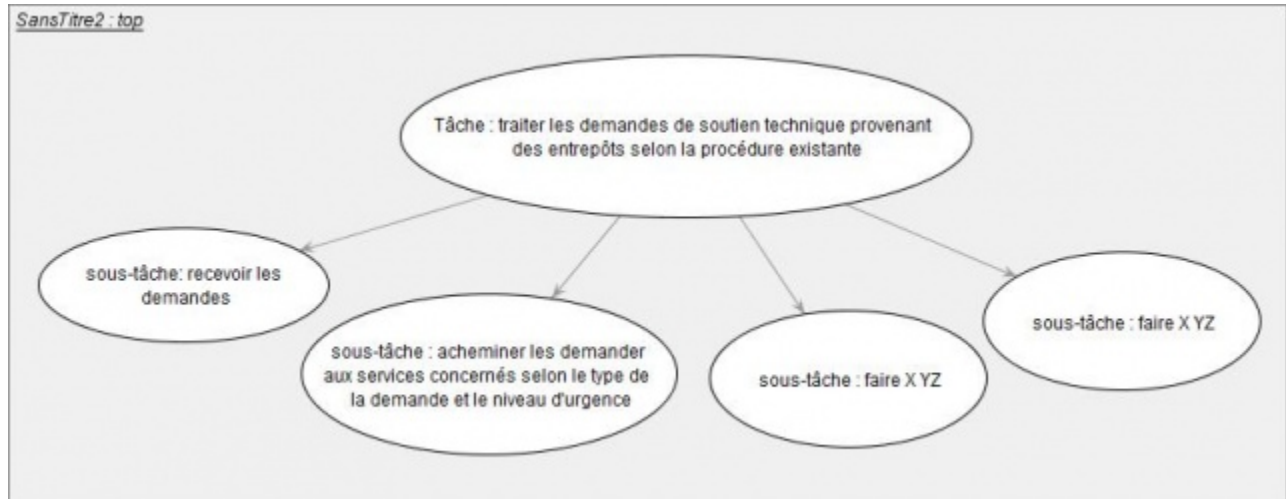 SansTitre2 : top
Tâche : traiter les demandes de soutien technique provenant
des entrepôts selon la procédure existante
sous-tâche: recevoir les
demandes
sous-tâche : acheminer les demander
aux services concernés selon le type de
la demande et le niveau d'urgence
sous-tâche : faire X YZ
sous-tâche : faire X YZ